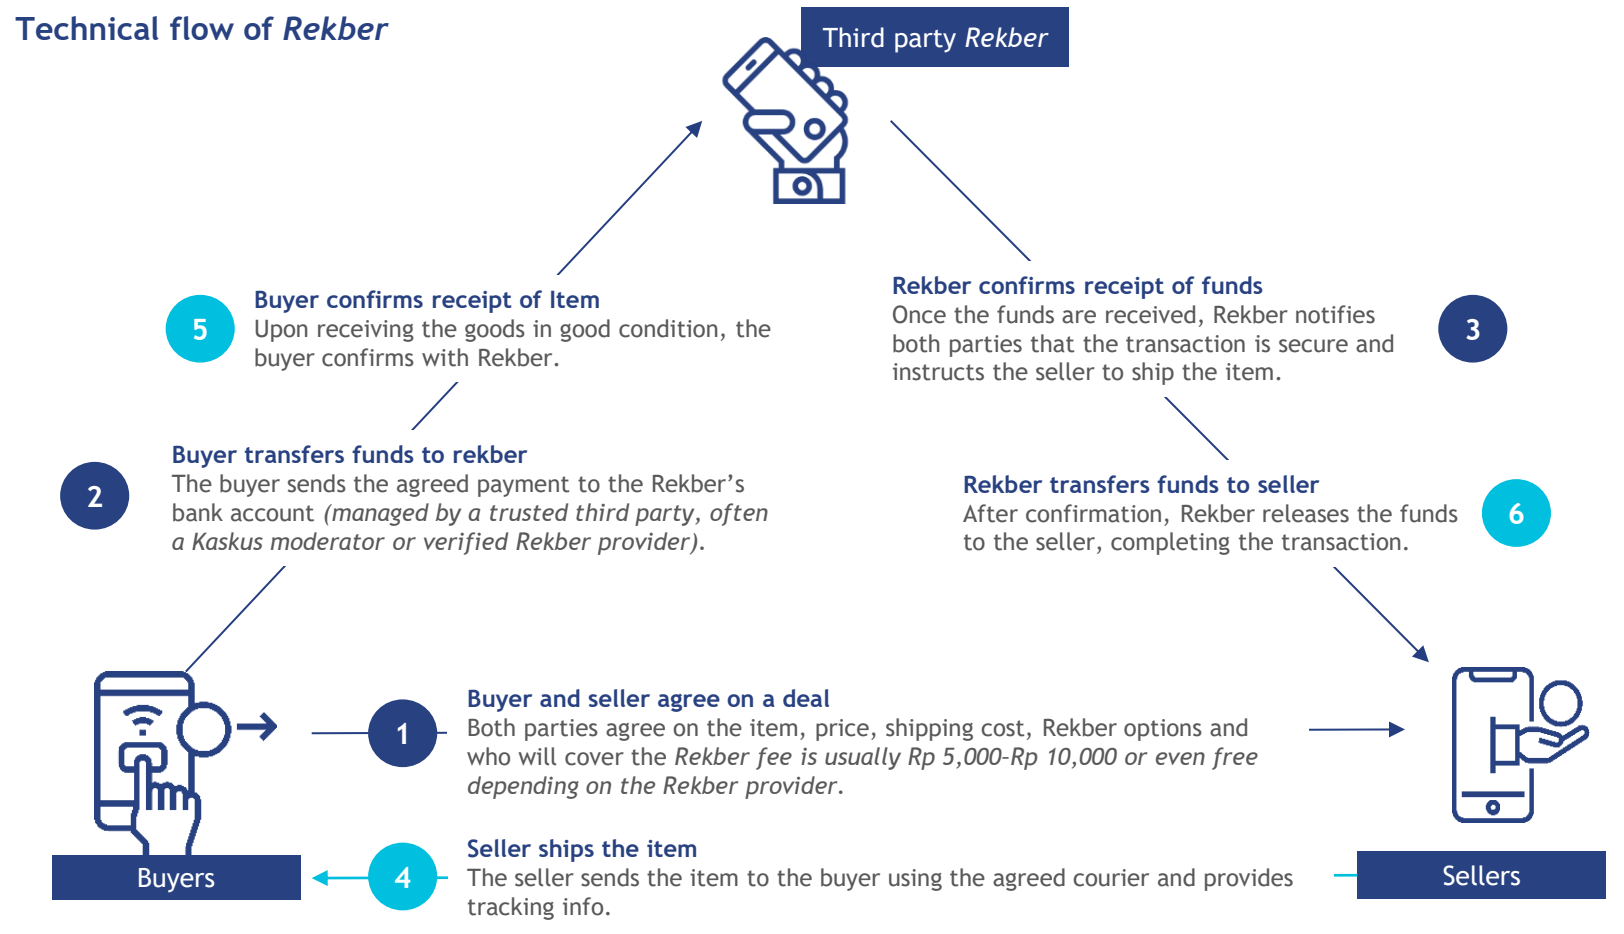 Technical flow of Rekber
Third party Rekber
5
Buyer confirms receipt of Item
Upon receiving the goods in good condition, the
buyer confirms with Rekber.
Rekber confirms receipt of funds
Once the funds are received, Rekber notifies
both parties that the transaction is secure and
instructs the seller to ship the item.
3
2
Buyer transfers funds to rekber
The buyer sends the agreed payment to the Rekber’s
bank account (managed by a trusted third party, often
a Kaskus moderator or verified Rekber provider).
Rekber transfers funds to seller
After confirmation, Rekber releases the funds
to the seller, completing the transaction.
6
1
Buyer and seller agree on a deal
Both parties agree on the item, price, shipping cost, Rekber options and
who will cover the Rekber fee is usually Rp 5,000–Rp 10,000 or even free
depending on the Rekber provider.
Buyers
4
Seller ships the item
The seller sends the item to the buyer using the agreed courier and provides
tracking info.
Sellers